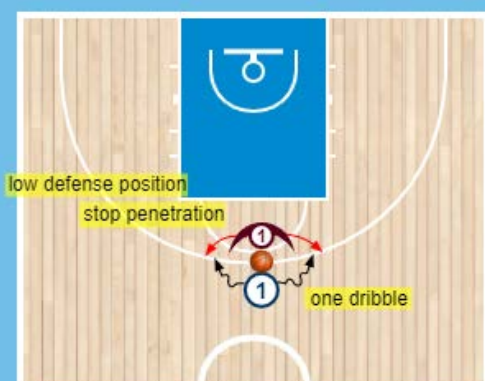 low defense position
stop penetration
1
1
one dribble